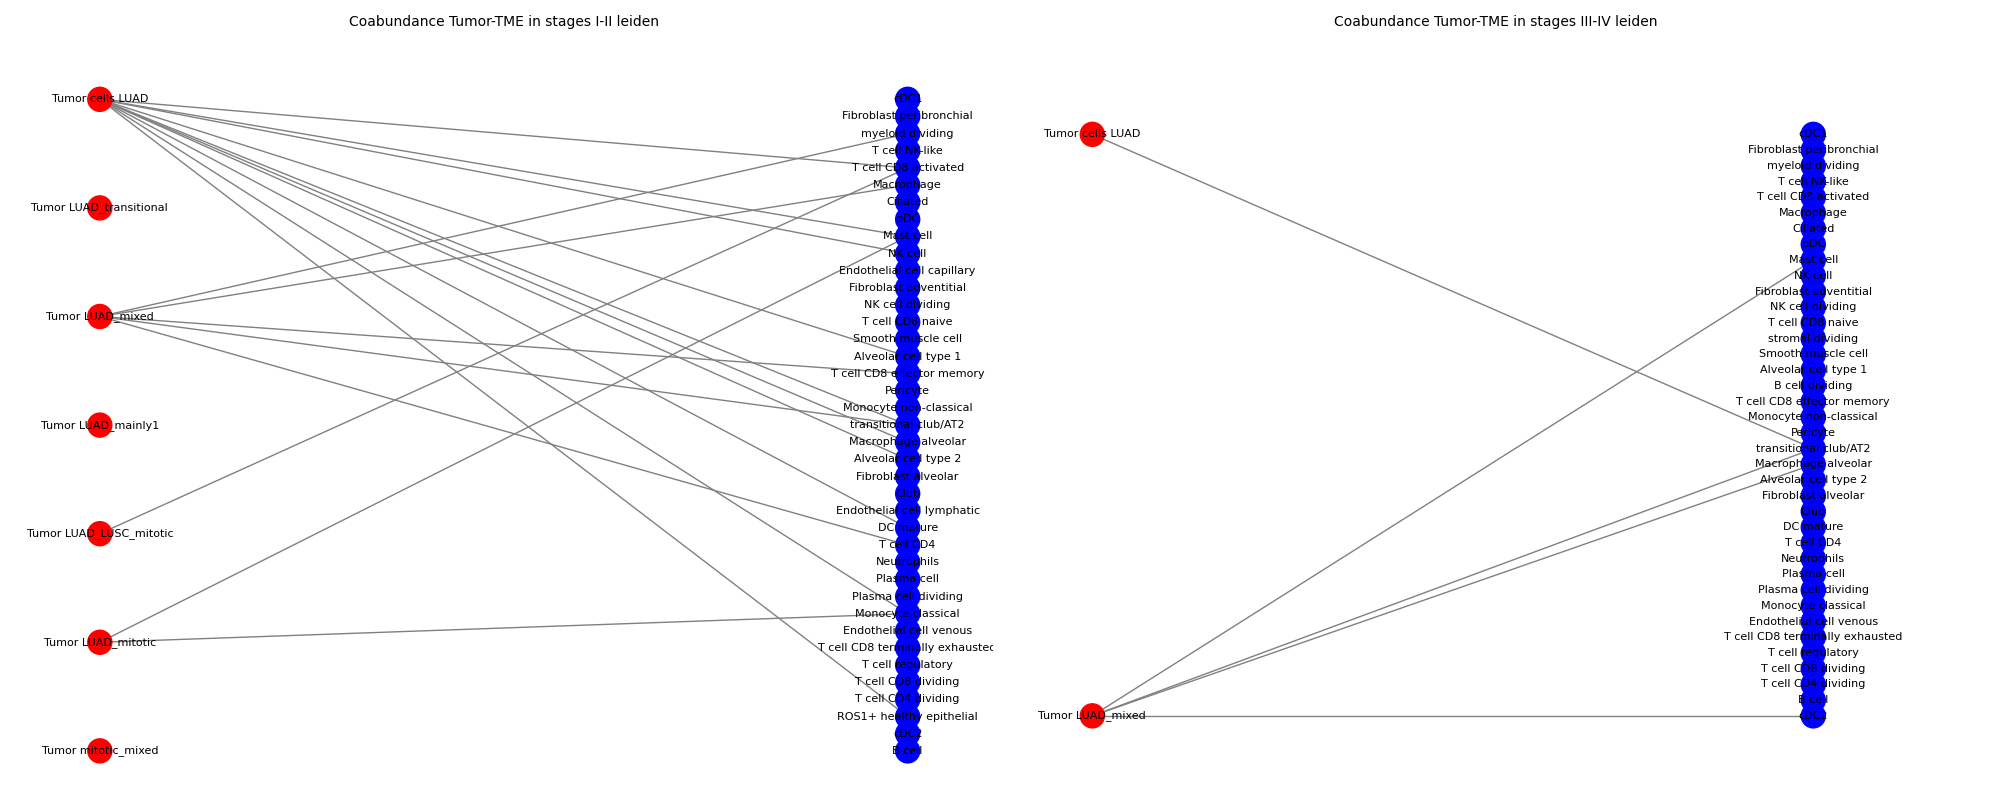 Coabundance Tumor-TME in stages I-II leiden
Tumor cells LUAD
Tumor LUAD_transitional
Tumor LUAD_mixed
Tumor LUAD_mainly1
Tumor LUAD_LUSC_mitotic
Tumor LUAD_mitotic
Tumor mitotic_mixed
cDC1
Fibroblast peribronchial
myeloid dividing
T cell NK-like
T cell CD8 activated
Macrophage
Ciliated
pDC
Mast cell
NK cell
Endothelial cell capillary
Fibroblast adventitial
NK cell dividing
T cell CD8 naive
Smooth muscle cell
Alveolar cell type 1
T cell CD8 effector memory
Pericyte
Monocyte non-classical
transitional club/AT2
Macrophage alveolar
Alveolar cell type 2
Fibroblast alveolar
Club
Endothelial cell lymphatic
DC mature
T cell CD4
Neutrophils
Plasma cell
Plasma cell dividing
Monocyte classical
Endothelial cell venous
T cell CD8 terminally exhausted
T cell regulatory
T cell CD8 dividing
T cell CD4 dividing
ROS1+ healthy epithelial
cDC2
B cell
Coabundance Tumor-TME in stages III-IV leiden
Tumor cells LUAD
Tumor LUAD_mixed
cDC1
Fibroblast peribronchial
myeloid dividing
T cell NK-like
T cell CD8 activated
Macrophage
Ciliated
pDC
Mast cell
NK cell
Fibroblast adventitial
NK cell dividing
T cell CD8 naive
stromal dividing
Smooth muscle cell
Alveolar cell type 1
B cell dividing
T cell CD8 effector memory
Monocyte non-classical
Pericyte
transitional club/AT2
Macrophage alveolar
Alveolar cell type 2
Fibroblast alveolar
Club
DC mature
T cell CD4
Neutrophils
Plasma cell
Plasma cell dividing
Monocyte classical
Endothelial cell venous
T cell CD8 terminally exhausted
T cell regulatory
T cell CD8 dividing
T cell CD4 dividing
B cell
cDC2